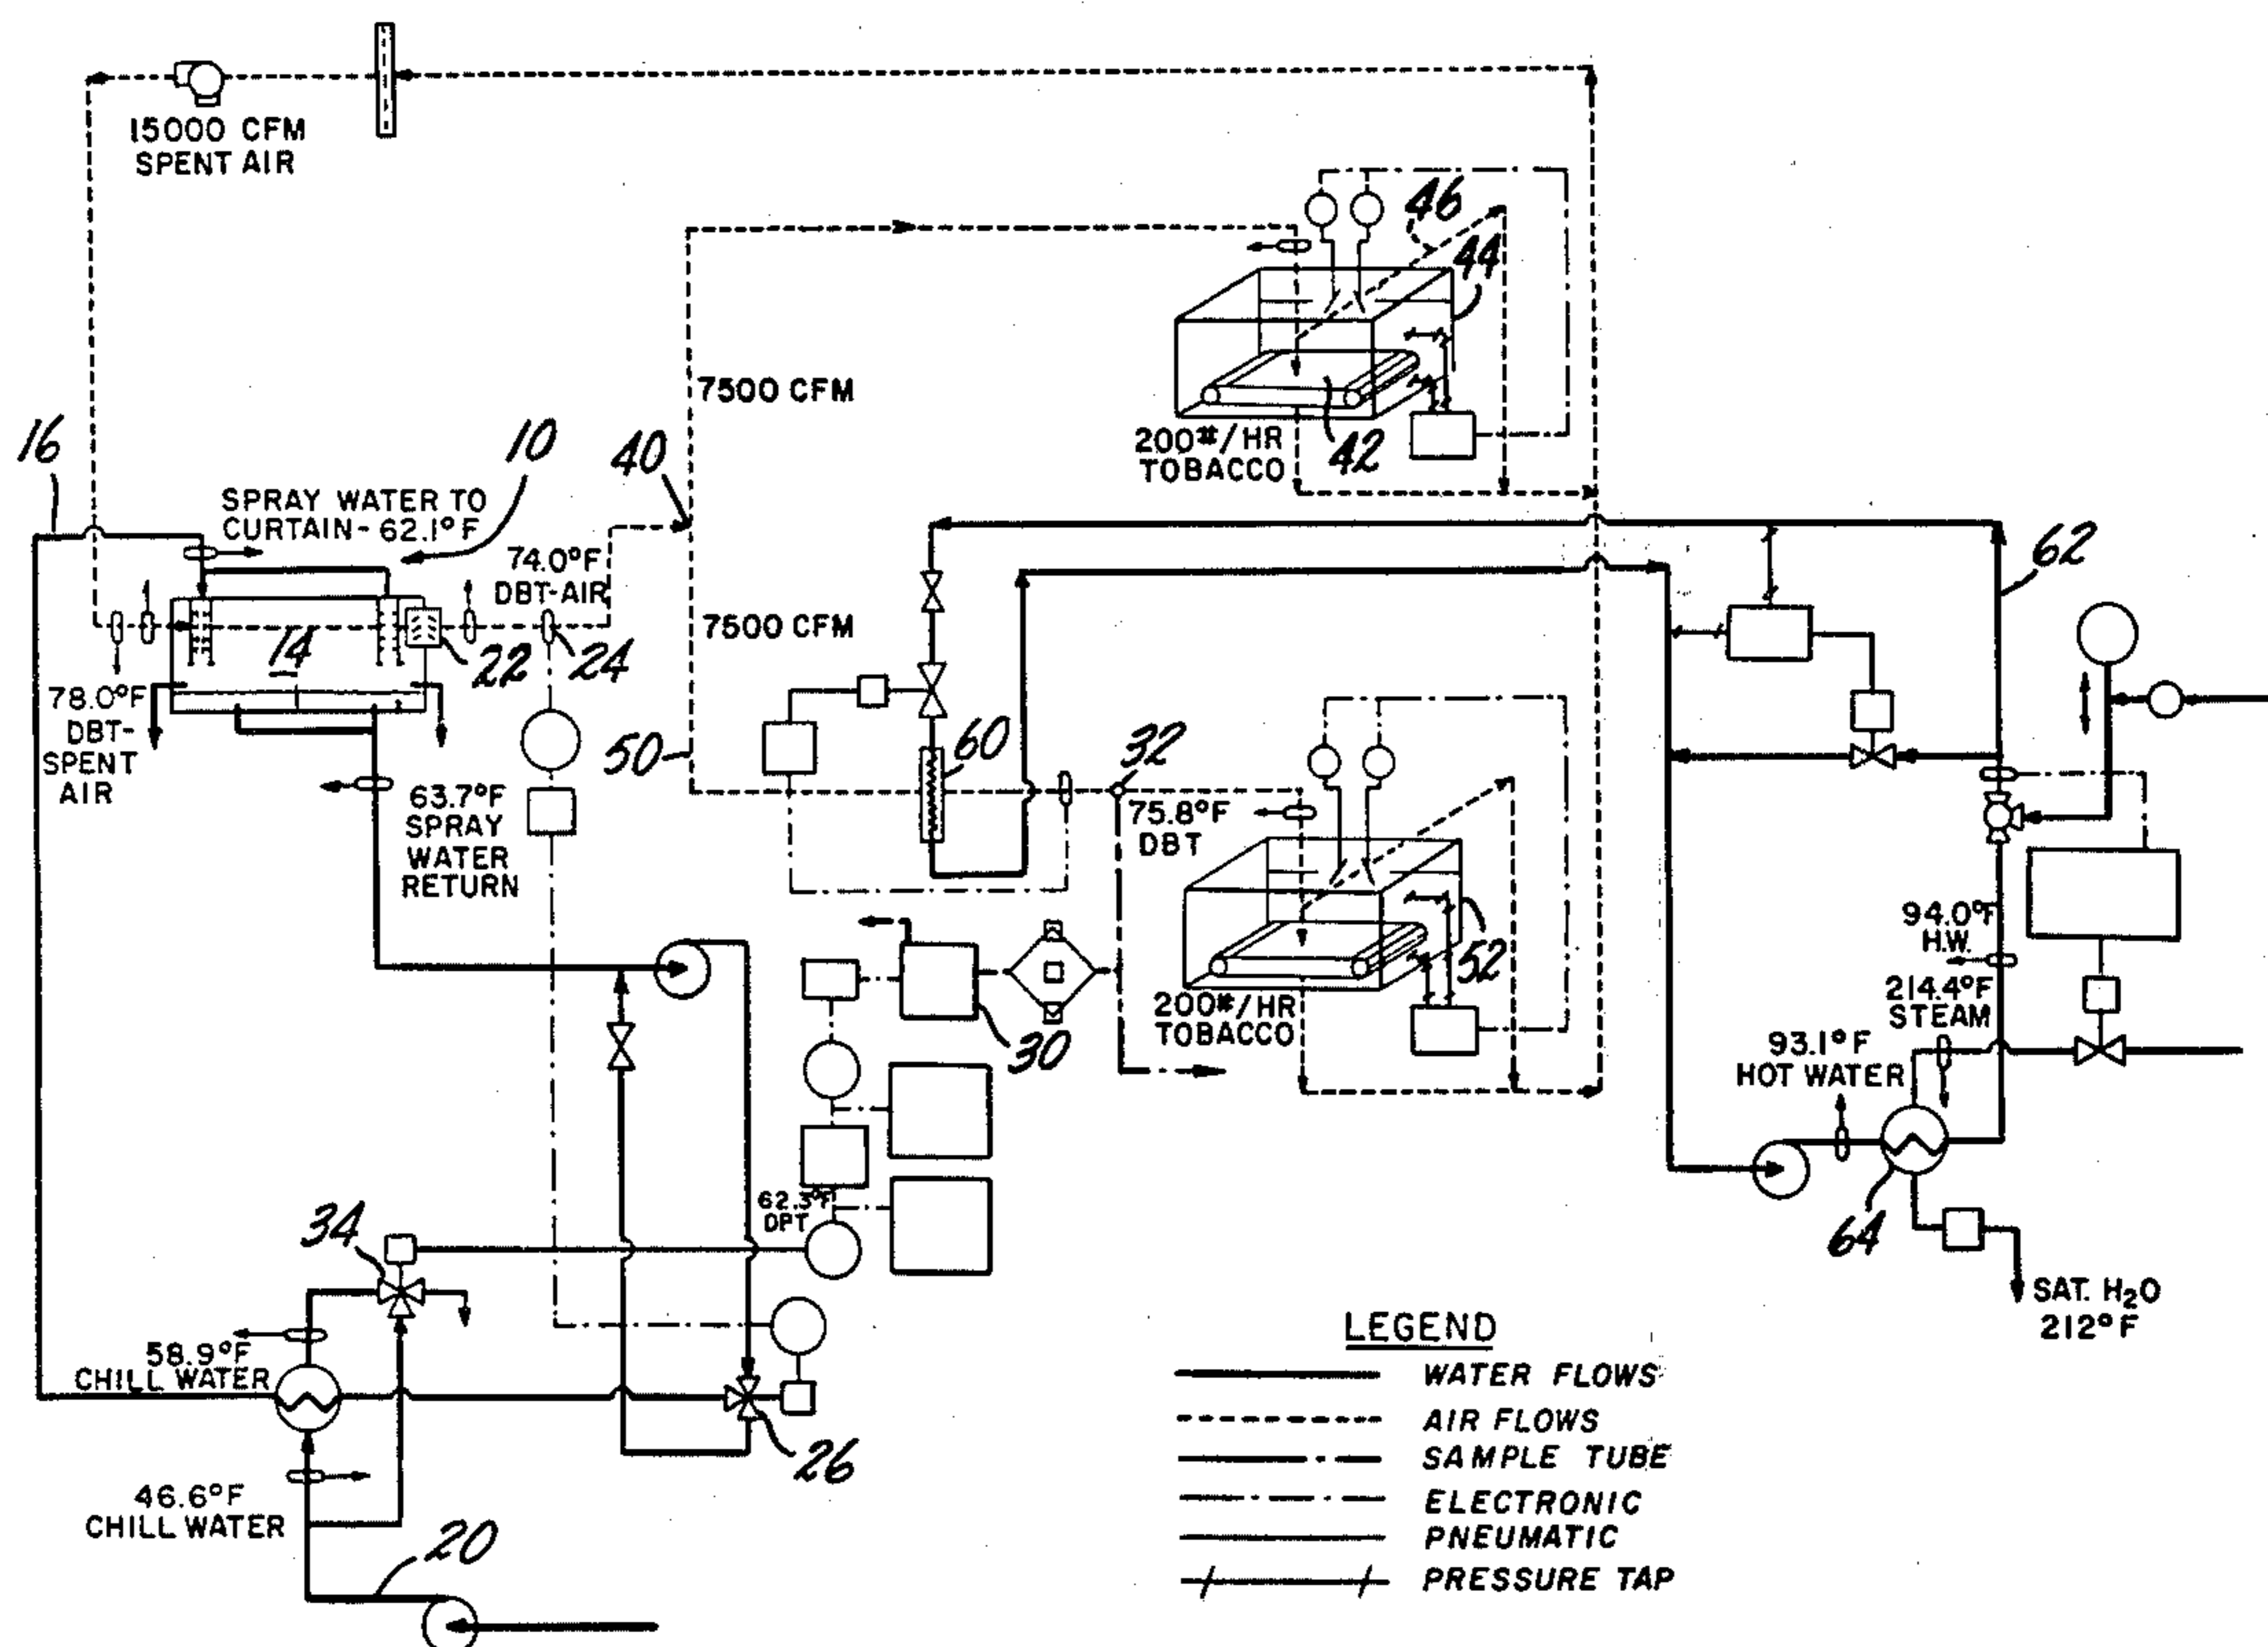 15000 CFM
SPENT AIR
46
44
7500 CFM
200#/HR
TOBACCO
42
16
10
40
SPRAY WATER TO
CURTAIN-62.1°F
74.0°F
DBT-AIR
62
7500 CFM
14
22
24
78.0°F
DBT-
SPENT
AIR
50
60
32
63.7°F
SPRAY
WATER
RETURN
75.8°F
DBT
94.0°F
H.W.
52
214.4°F
STEAM
200#/HR
TOBACCO
30
93.1°F
HOT WATER
62.3°F
DPT
34
64
SAT. H2O
212°F
58.9°F
CHILL WATER
26
46.6°F
CHILL WATER
20
LEGEND
WATER FLOWS
AIR FLOWS
SAMPLE TUBE
ELECTRONIC
PNEUMATIC
PRESSURE TAP